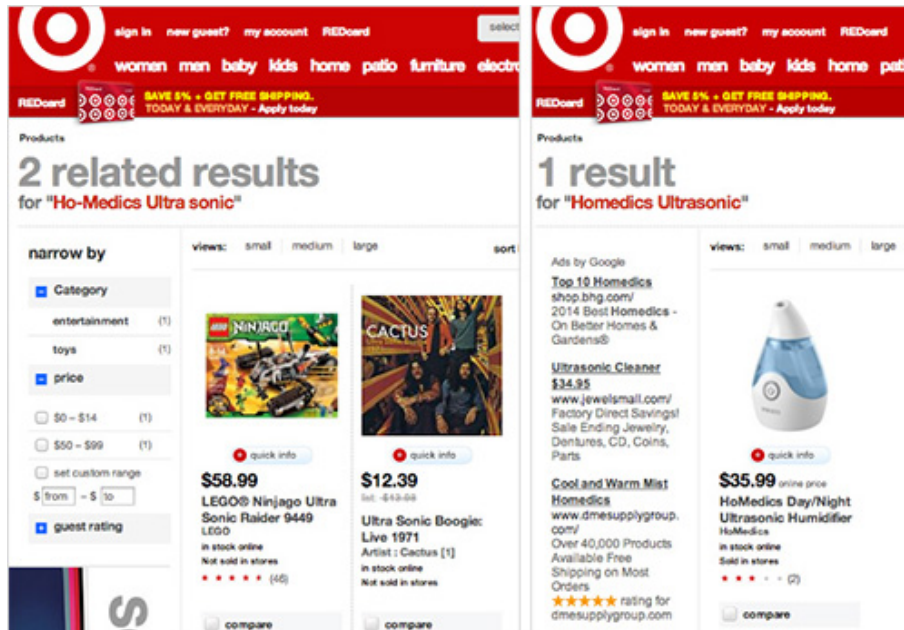 sign in new guest? my account REDcard select
women men baby kids home patio furniture electro
REDcard SAVE 5% + GET FREE SHIPPING.
TODAY & EVERYDAY - Apply today
Products
2 related results
for "Ho-Medics Ultra sonic"
narrow by
Category
entertainment (1)
toys (1)
price
$0 – $14 (1)
$50 – $99 (1)
set custom range
$ from – $ to
guest rating
views: small medium large sort
LEGO NINJAGO
quick info
$58.99
LEGO® Ninjago Ultra
Sonic Raider 9449
LEGO
in stock online
Not sold in stores
(46)
compare
CACTUS
quick info
$12.39
list: $13.93
Ultra Sonic Boogie:
Live 1971
Artist : Cactus [1]
in stock online
Not sold in stores
compare
sign in new guest? my account REDcard
women men baby kids home pati
REDcard SAVE 5% + GET FREE SHIPPING.
TODAY & EVERYDAY - Apply today
Products
1 result
for "Homedics Ultrasonic"
Ads by Google
Top 10 Homedics
shop.bhg.com/
2014 Best Homedics -
On Better Homes &
Gardens®
Ultrasonic Cleaner
$34.95
www.jewelsmall.com/
Factory Direct Savings!
Sale Ending Jewelry,
Dentures, CD, Coins,
Parts
Cool and Warm Mist
Homedics
www.dmesupplygroup.
com/
Over 40,000 Products
Available Free
Shipping on Most
Orders
rating for
dmesupplygroup.com
views: small medium large
quick info
$35.99 online price
HoMedics Day/Night
Ultrasonic Humidifier
HoMedics
in stock online
Sold in stores
(2)
compare